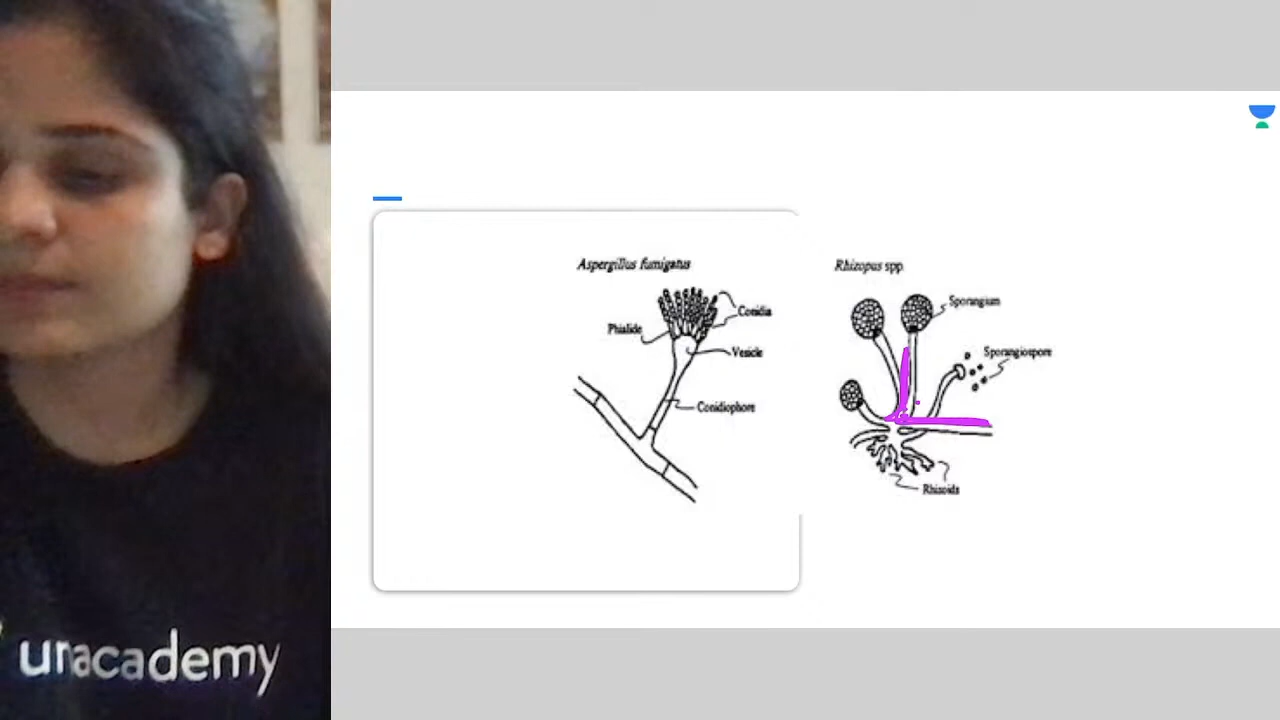 Aspergillus fumigatus
Conidia
Phialide
Vesicle
Conidiophore
Rhizopus spp.
Sporangium
Sporangiospore
Rhizoids
unacademy